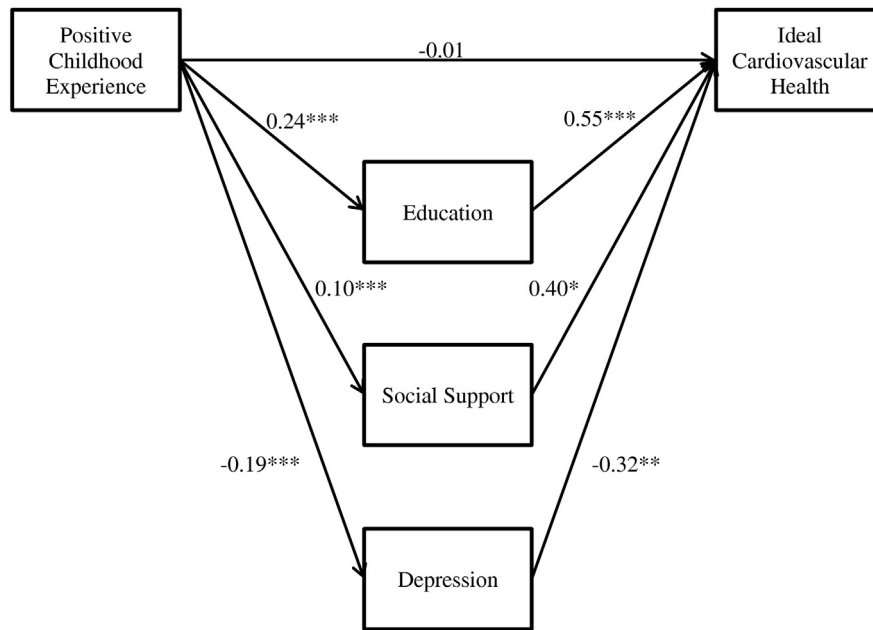 Positive
Childhood
Experience
-0.01
Ideal
Cardiovascular
Health
0.24***
0.55***
Education
0.10***
0.40*
Social Support
-0.19***
-0.32**
Depression